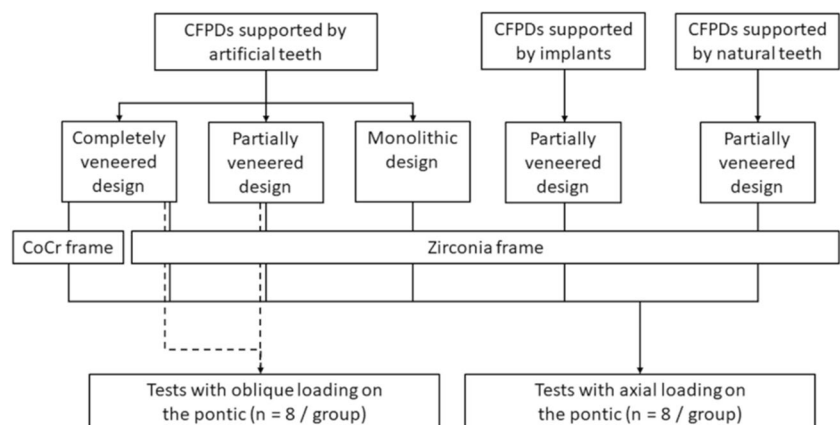 CFPDs supported by
artificial teeth
CFPDs supported
by implants
CFPDs supported
by natural teeth
Completely
veneered
design
Partially
veneered
design
Monolithic
design
Partially
veneered
design
Partially
veneered
design
CoCr frame
Zirconia frame
Tests with oblique loading on
the pontic (n = 8 / group)
Tests with axial loading on
the pontic (n = 8 / group)